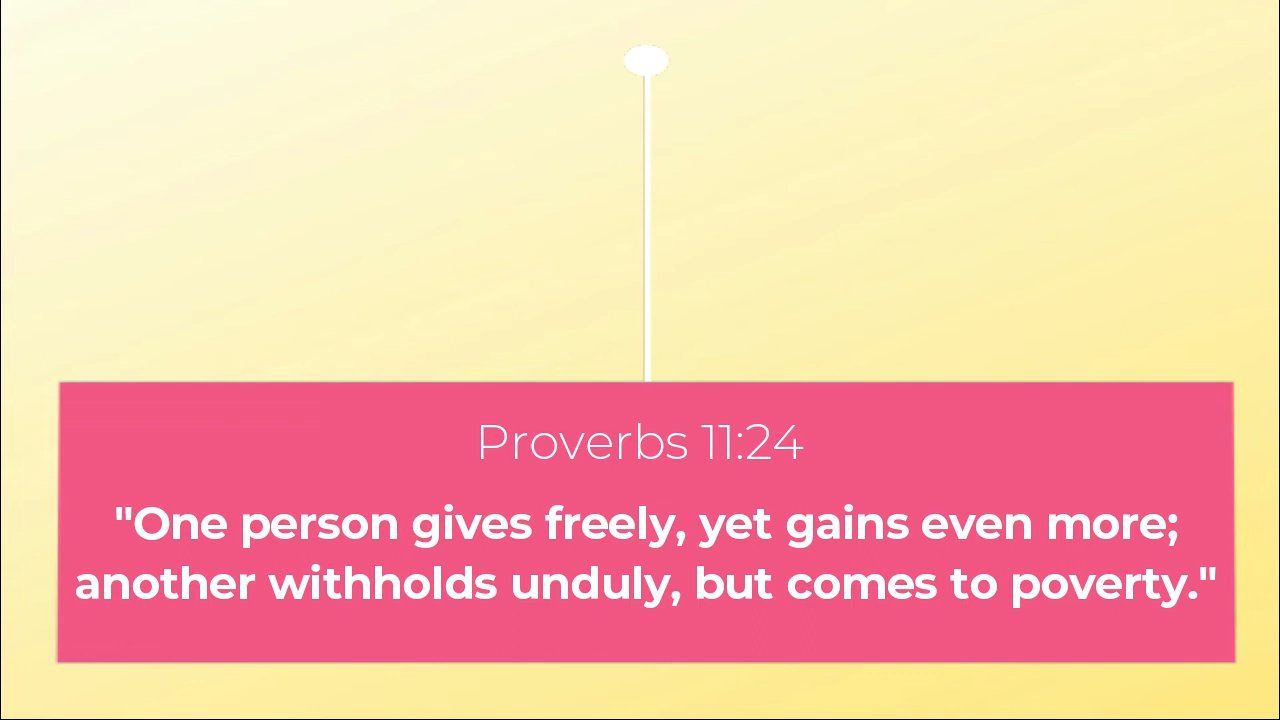 Proverbs 11:24
"One person gives freely, yet gains even more;
another withholds unduly, but comes to poverty."